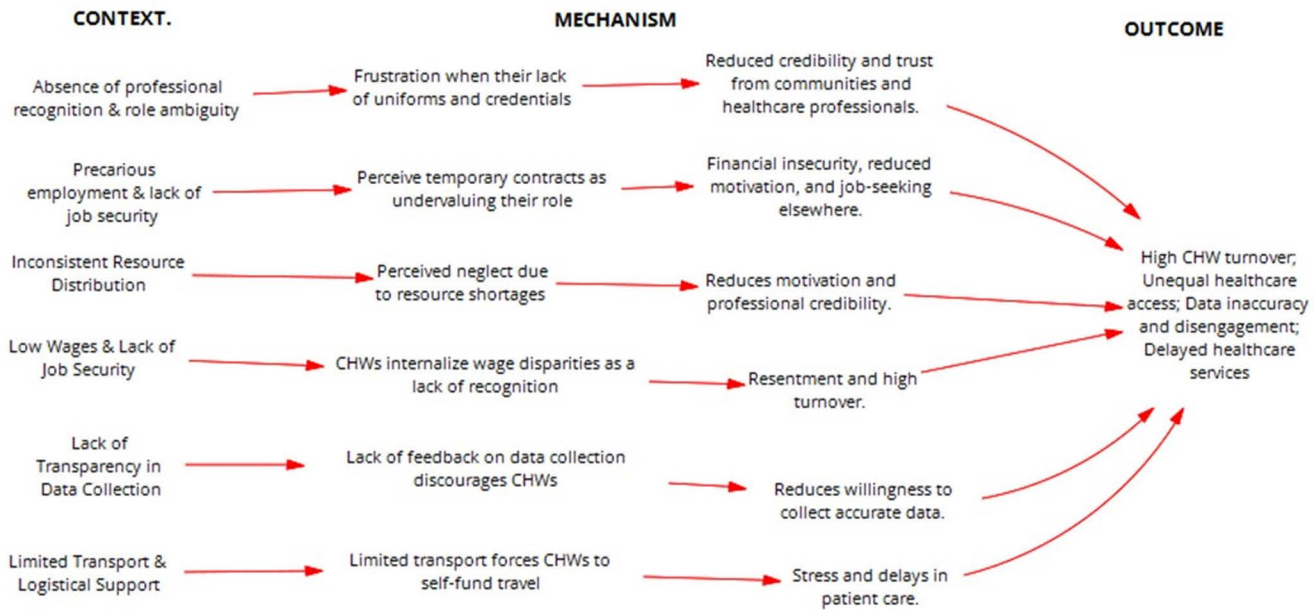 CONTEXT.
MECHANISM
OUTCOME
Absence of professional
recognition & role ambiguity
Frustration when their lack
of uniforms and credentials
Reduced credibility and trust
from communities and
healthcare professionals.
Precarious
employment & lack of
job security
Perceive temporary contracts as
undervaluing their role
Financial insecurity, reduced
motivation, and job-seeking
elsewhere.
Inconsistent Resource
Distribution
Perceived neglect due
to resource shortages
Reduces motivation and
professional credibility.
Low Wages & Lack of
Job Security
CHWs internalize wage disparities as a
lack of recognition
Resentment and high
turnover.
Lack of
Transparency in
Data Collection
Lack of feedback on data collection
discourages CHWs
Reduces willingness to
collect accurate data.
Limited Transport &
Logistical Support
Limited transport forces CHWs to
self-fund travel
Stress and delays in
patient care.
High CHW turnover;
Unequal healthcare
access; Data inaccuracy
and disengagement;
Delayed healthcare
services